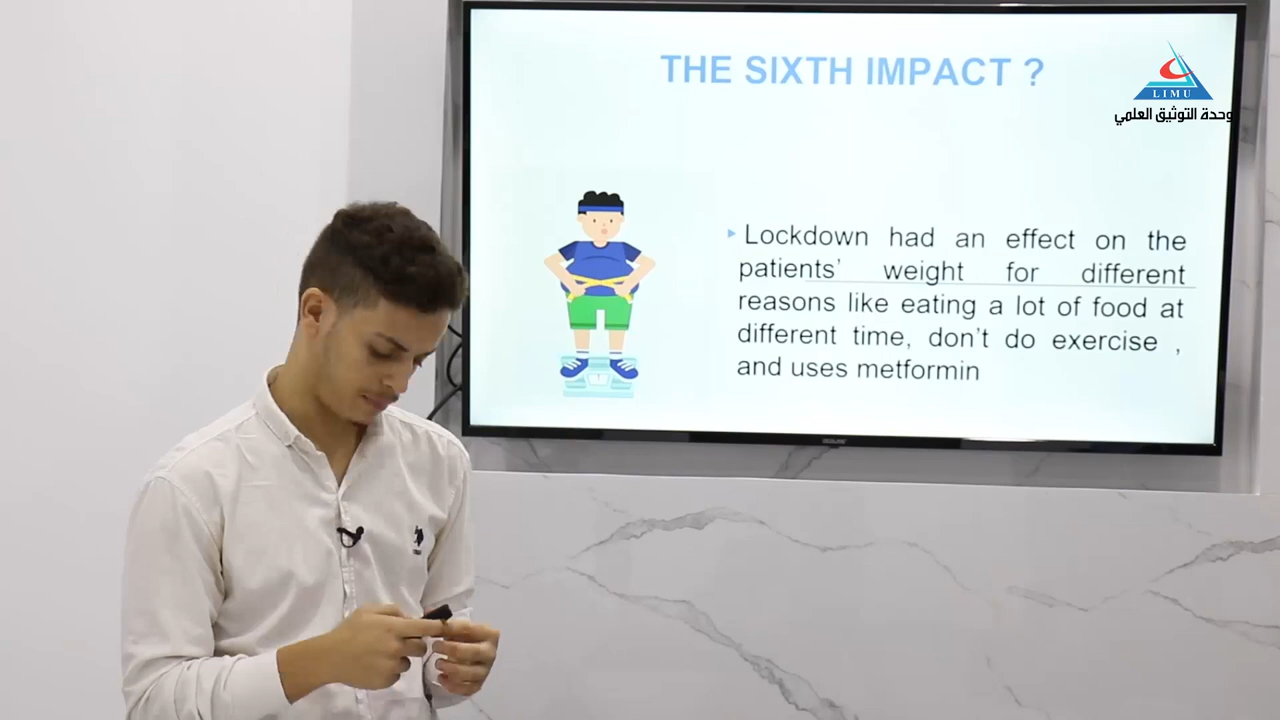 THE SIXTH IMPACT ?
LIMU
وحدة التوثيق العلمي
Lockdown had an effect on the
patients' weight for different
reasons like eating a lot of food at
different time, don't do exercise ,
and uses metformin